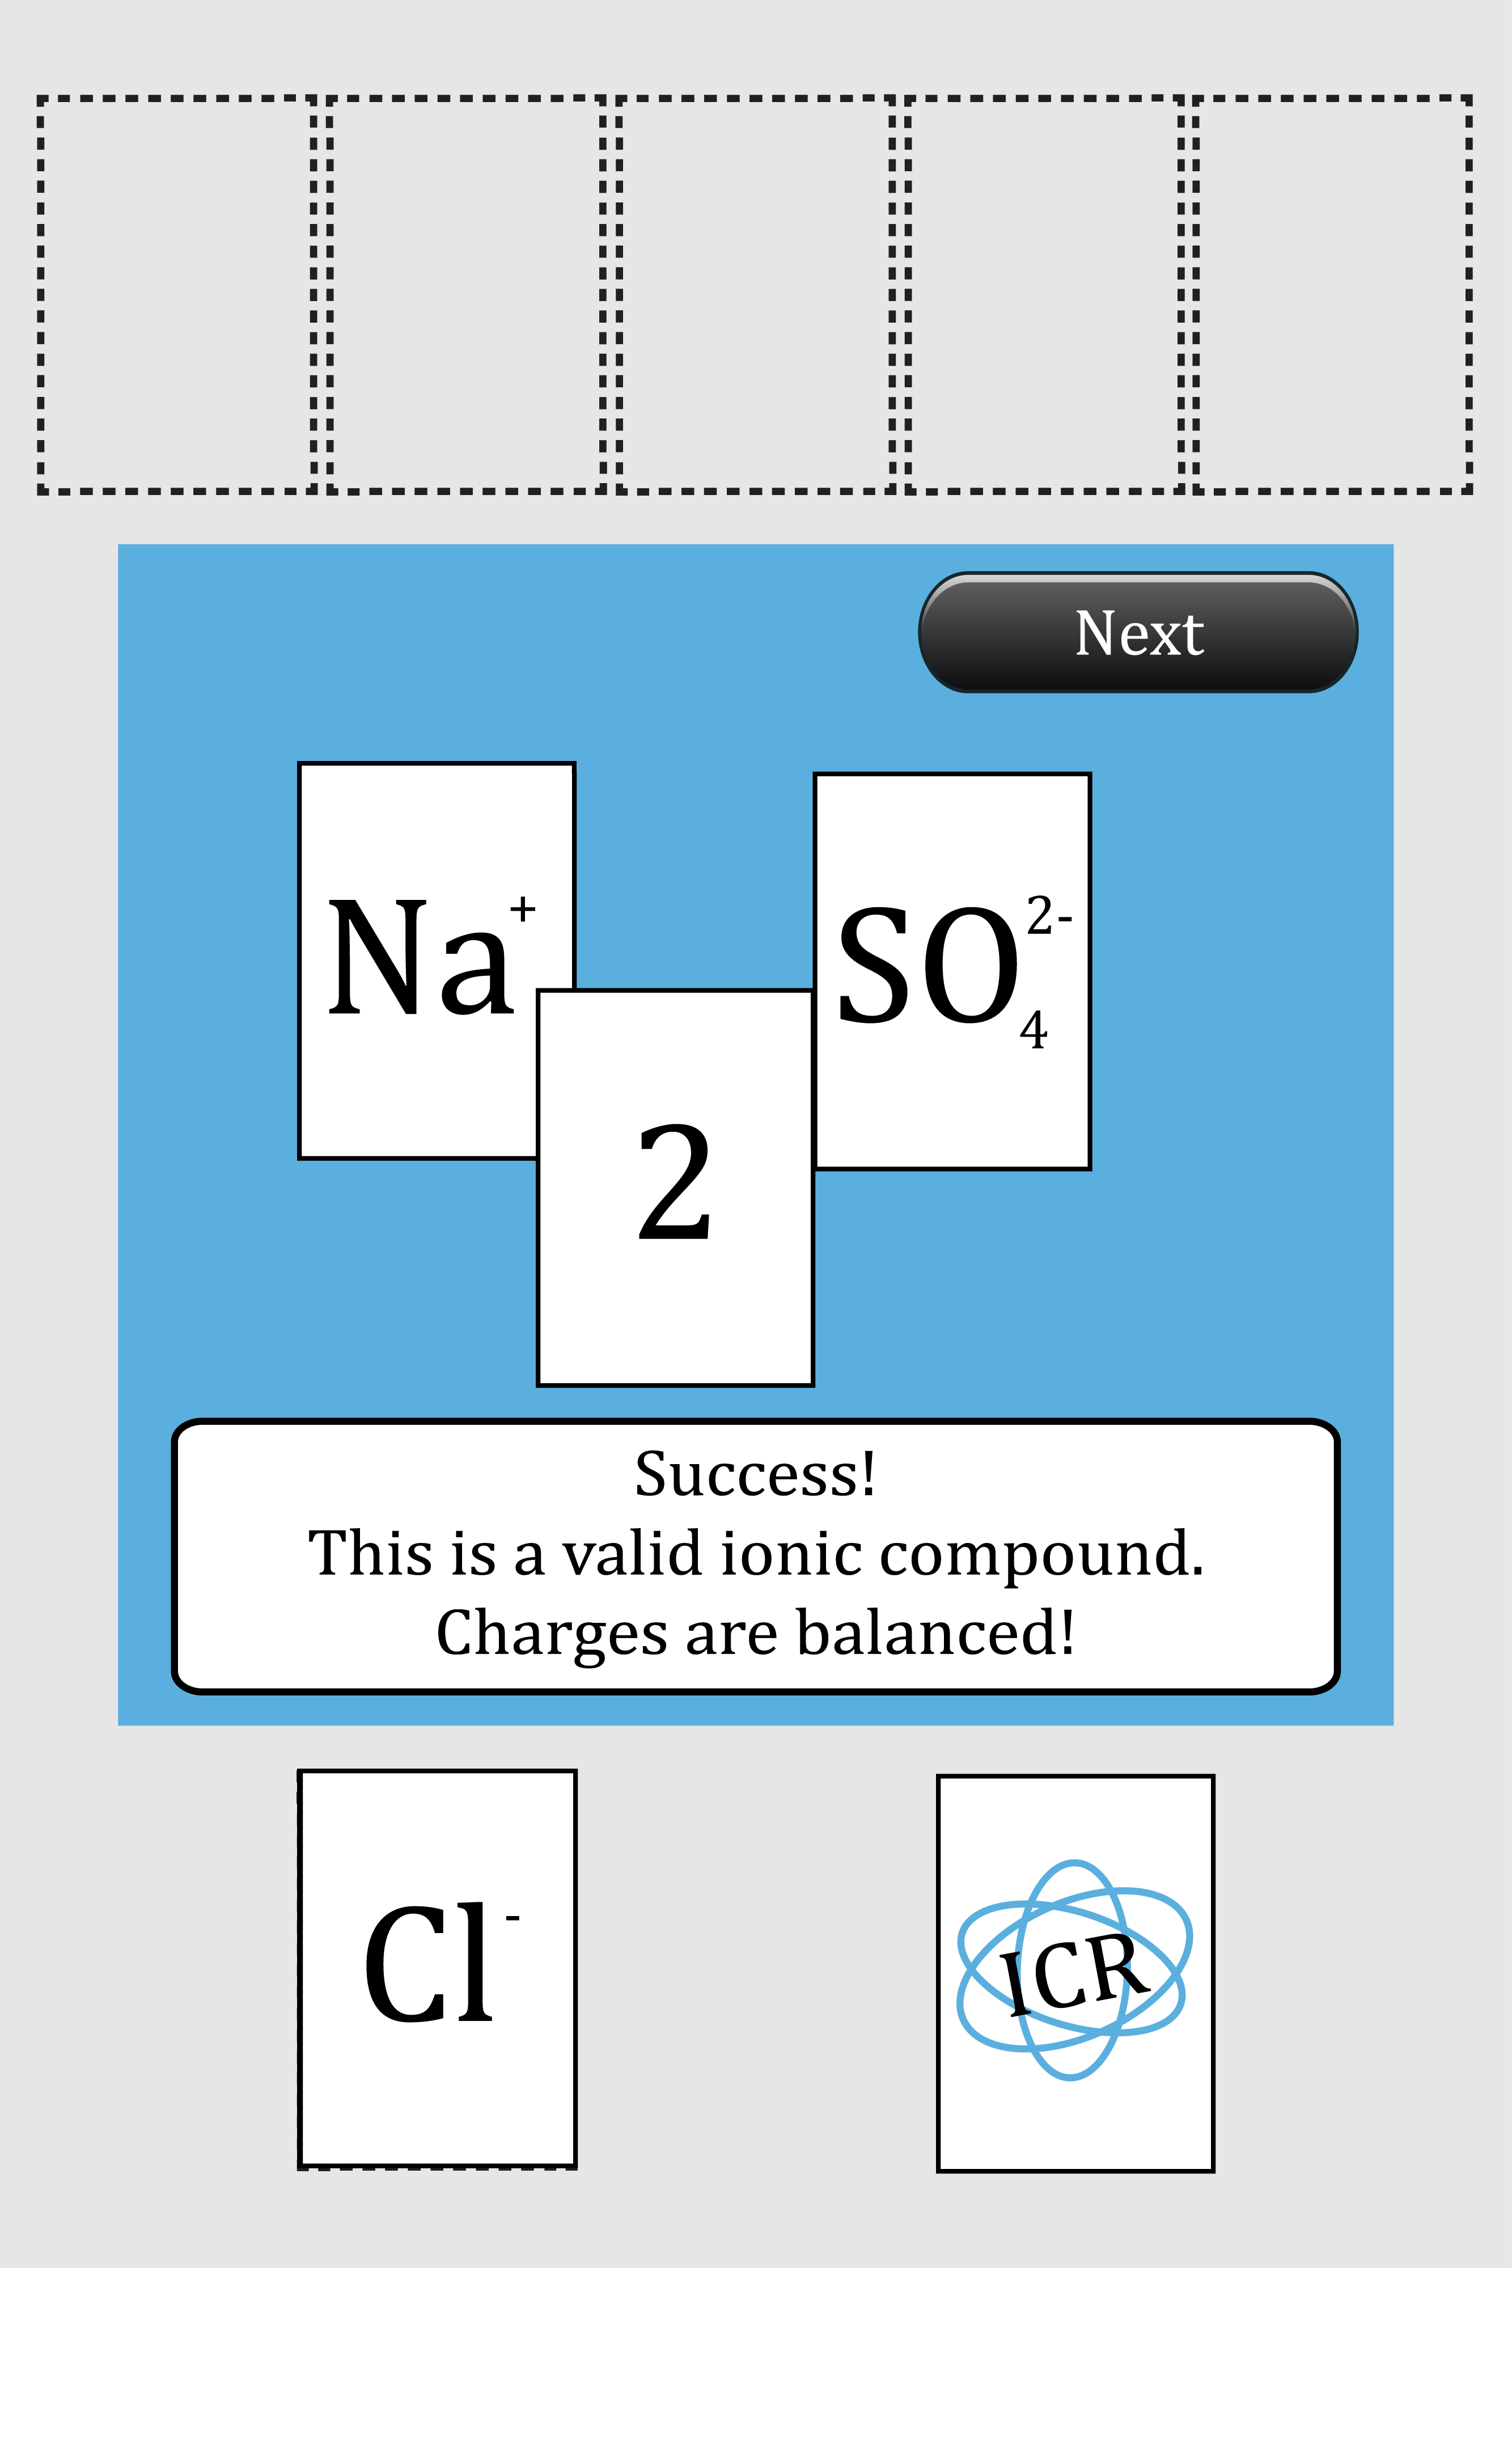 Next
Na⁺
SO₄²⁻
2
Success!
This is a valid ionic compound.
Charges are balanced!
Cl⁻
ICR